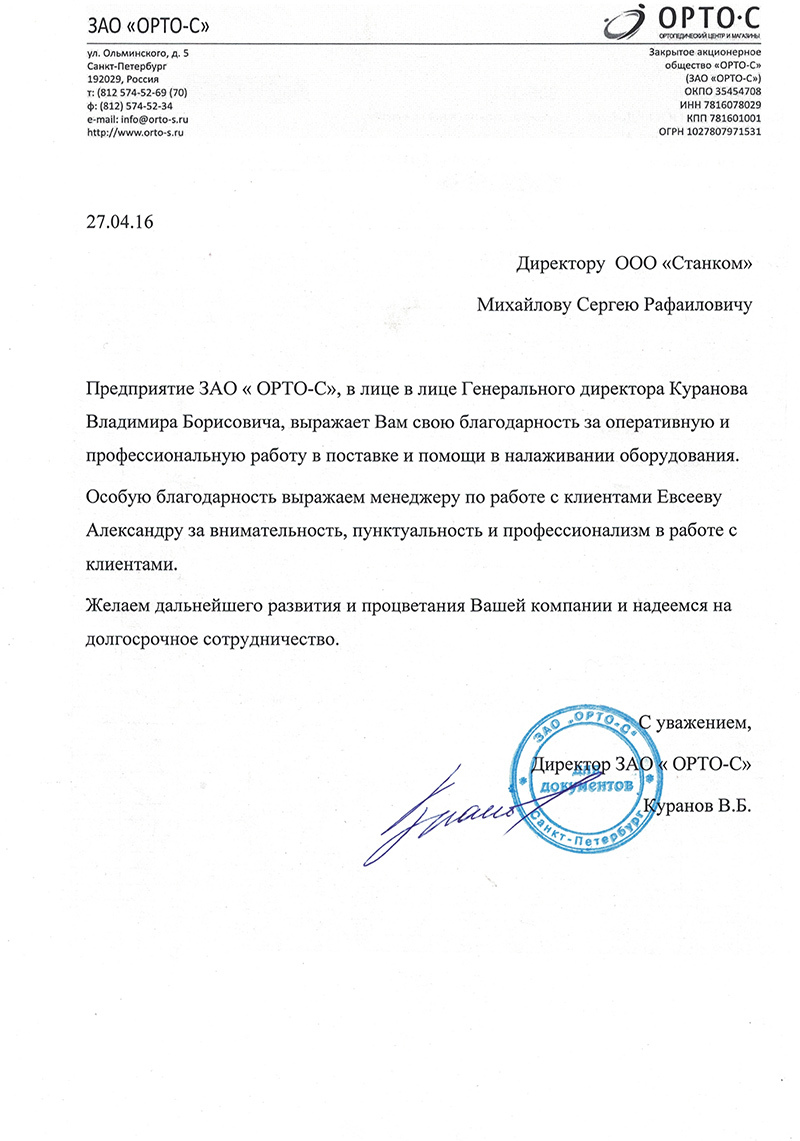 ЗАО «ОРТО-С»
ОРТО·С
ОРТОПЕДИЧЕСКИЙ ЦЕНТР И МАГАЗИНЫ
ул. Ольминского, д. 5
Санкт-Петербург
192029, Россия
т: (812 574-52-69 (70)
ф: (812) 574-52-34
e-mail: info@orto-s.ru
http://www.orto-s.ru
Закрытое акционерное
общество «ОРТО-С»
(ЗАО «ОРТО-С»)
ОКПО 35454708
ИНН 7816078029
КПП 781601001
ОГРН 1027807971531
27.04.16
Директору ООО «Станком»
Михайлову Сергею Рафаиловичу
Предприятие ЗАО « ОРТО-С», в лице в лице Генерального директора Куранова
Владимира Борисовича, выражает Вам свою благодарность за оперативную и
профессиональную работу в поставке и помощи в налаживании оборудования.
Особую благодарность выражаем менеджеру по работе с клиентами Евсееву
Александру за внимательность, пунктуальность и профессионализм в работе с
клиентами.
Желаем дальнейшего развития и процветания Вашей компании и надеемся на
долгосрочное сотрудничество.
С уважением,
Директор ЗАО « ОРТО-С»
Куранов В.Б.
ЗАО „ОРТО-С"
для
документов
Санкт-Петербург